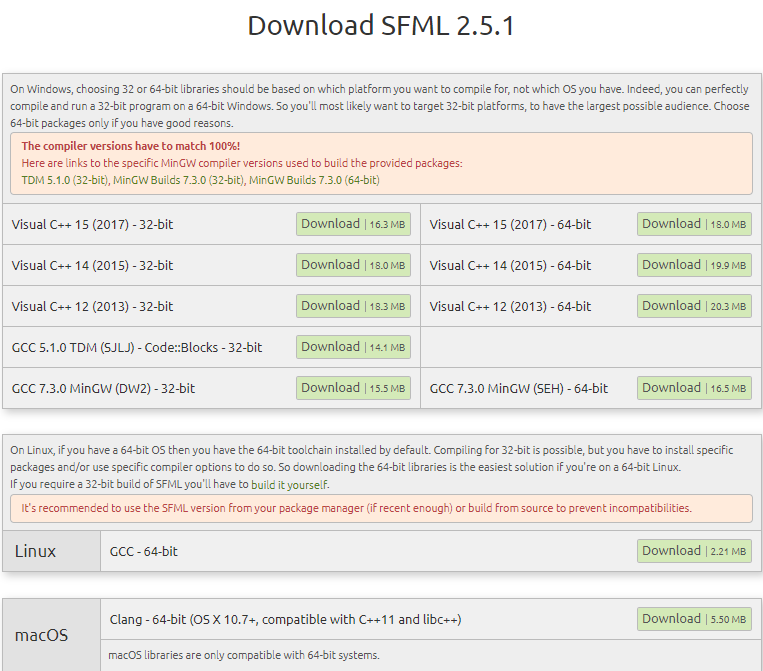 Download SFML 2.5.1
On Windows, choosing 32 or 64-bit libraries should be based on which platform you want to compile for, not which OS you have. Indeed, you can perfectly
compile and run a 32-bit program on a 64-bit Windows. So you'll most likely want to target 32-bit platforms, to have the largest possible audience. Choose
64-bit packages only if you have good reasons.
The compiler versions have to match 100%!
Here are links to the specific MinGW compiler versions used to build the provided packages:
TDM 5.1.0 (32-bit), MinGW Builds 7.3.0 (32-bit), MinGW Builds 7.3.0 (64-bit)
Visual C++ 15 (2017) - 32-bit Download | 16.3 MB Visual C++ 15 (2017) - 64-bit Download | 18.0 MB
Visual C++ 14 (2015) - 32-bit Download | 18.0 MB Visual C++ 14 (2015) - 64-bit Download | 19.9 MB
Visual C++ 12 (2013) - 32-bit Download | 18.3 MB Visual C++ 12 (2013) - 64-bit Download | 20.3 MB
GCC 5.1.0 TDM (SJLJ) - Code::Blocks - 32-bit Download | 14.1 MB
GCC 7.3.0 MinGW (DW2) - 32-bit Download | 15.5 MB GCC 7.3.0 MinGW (SEH) - 64-bit Download | 16.5 MB
On Linux, if you have a 64-bit OS then you have the 64-bit toolchain installed by default. Compiling for 32-bit is possible, but you have to install specific
packages and/or use specific compiler options to do so. So downloading the 64-bit libraries is the easiest solution if you're on a 64-bit Linux.
If you require a 32-bit build of SFML you'll have to build it yourself.
It's recommended to use the SFML version from your package manager (if recent enough) or build from source to prevent incompatibilities.
Linux GCC - 64-bit Download | 2.21 MB
macOS Clang - 64-bit (OS X 10.7+, compatible with C++11 and libc++) Download | 5.50 MB
macOS libraries are only compatible with 64-bit systems.